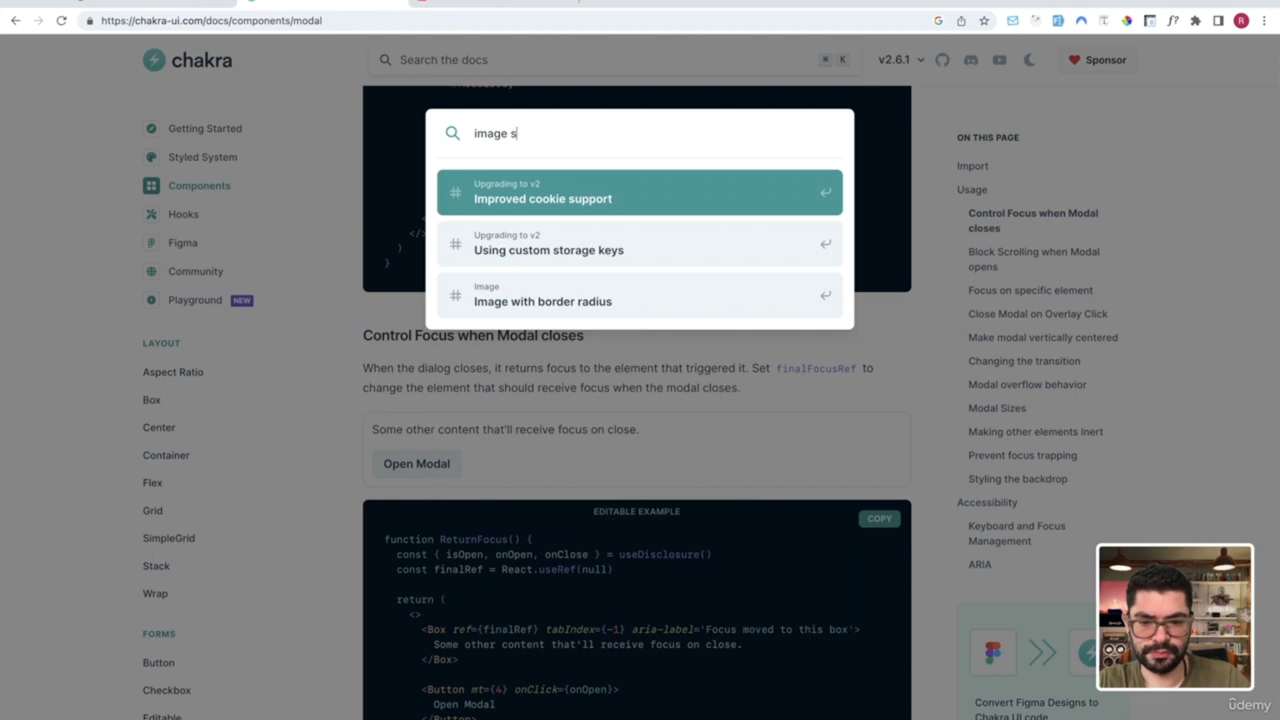 https://chakra-ui.com/docs/components/modal
f?
R
chakra
Search the docs
⌘ K
v2.6.1
Sponsor
Getting Started
Styled System
Components
Hooks
Figma
Community
Playground NEW
LAYOUT
Aspect Ratio
Box
Center
Container
Flex
Grid
SimpleGrid
Stack
Wrap
FORMS
Button
Checkbox
Editable
image s
Upgrading to v2
Improved cookie support
Upgrading to v2
Using custom storage keys
Image
Image with border radius
</>
)
}
Control Focus when Modal closes
When the dialog closes, it returns focus to the element that triggered it. Set finalFocusRef to
change the element that should receive focus when the modal closes.
Some other content that'll receive focus on close.
Open Modal
EDITABLE EXAMPLE
COPY
function ReturnFocus() {
const { isOpen, onOpen, onClose } = useDisclosure()
const finalRef = React.useRef(null)
return (
<>
<Box ref={finalRef} tabIndex={-1} aria-label='Focus moved to this box'>
Some other content that'll receive focus on close.
</Box>
<Button mt={4} onClick={onOpen}>
Open Modal
</Button>
ON THIS PAGE
Import
Usage
Control Focus when Modal
closes
Block Scrolling when Modal
opens
Focus on specific element
Close Modal on Overlay Click
Make modal vertically centered
Changing the transition
Modal overflow behavior
Modal Sizes
Making other elements Inert
Prevent focus trapping
Styling the backdrop
Accessibility
Keyboard and Focus
Management
ARIA
Convert Figma Designs to
Chakra UI code
udemy